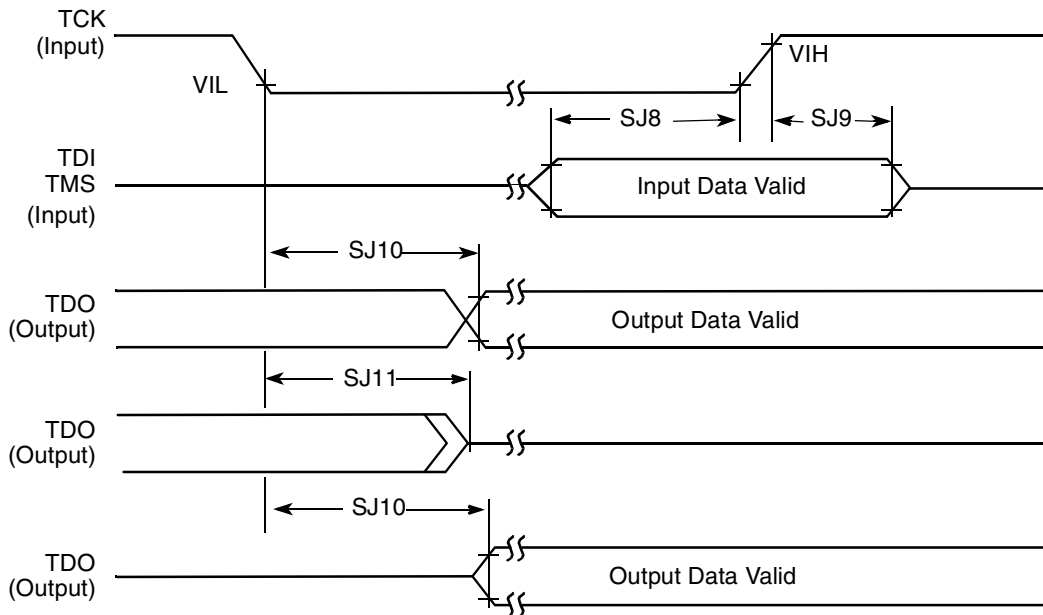 TCK
(Input)
VIH
VIL
SJ8
SJ9
TDI
TMS
(Input)
Input Data Valid
SJ10
TDO
(Output)
Output Data Valid
SJ11
TDO
(Output)
SJ10
TDO
(Output)
Output Data Valid